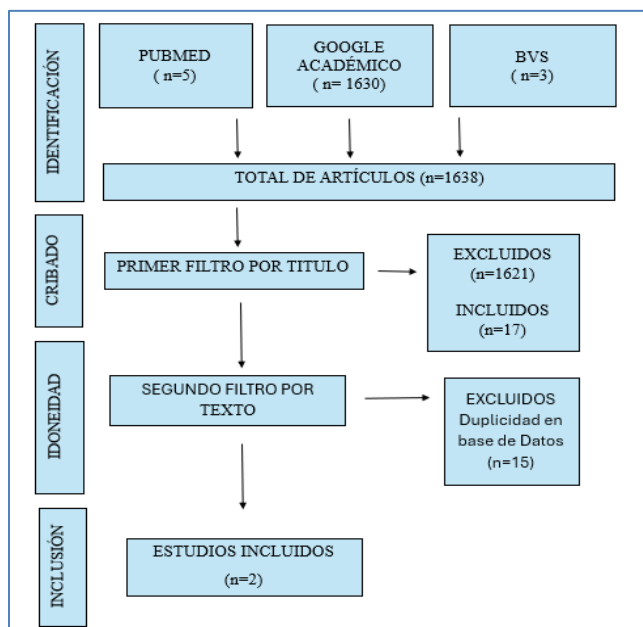 IDENTIFICACIÓN
PUBMED
( n=5)
GOOGLE
ACADÉMICO
( n= 1630)
BVS
( n=3)
TOTAL DE ARTÍCULOS (n=1638)
CRIBADO
PRIMER FILTRO POR TITULO
EXCLUIDOS
(n=1621)
INCLUIDOS
(n=17)
IDONEIDAD
SEGUNDO FILTRO POR
TEXTO
EXCLUIDOS
Duplicidad en
base de Datos
(n=15)
INCLUSIÓN
ESTUDIOS INCLUIDOS
(n=2)